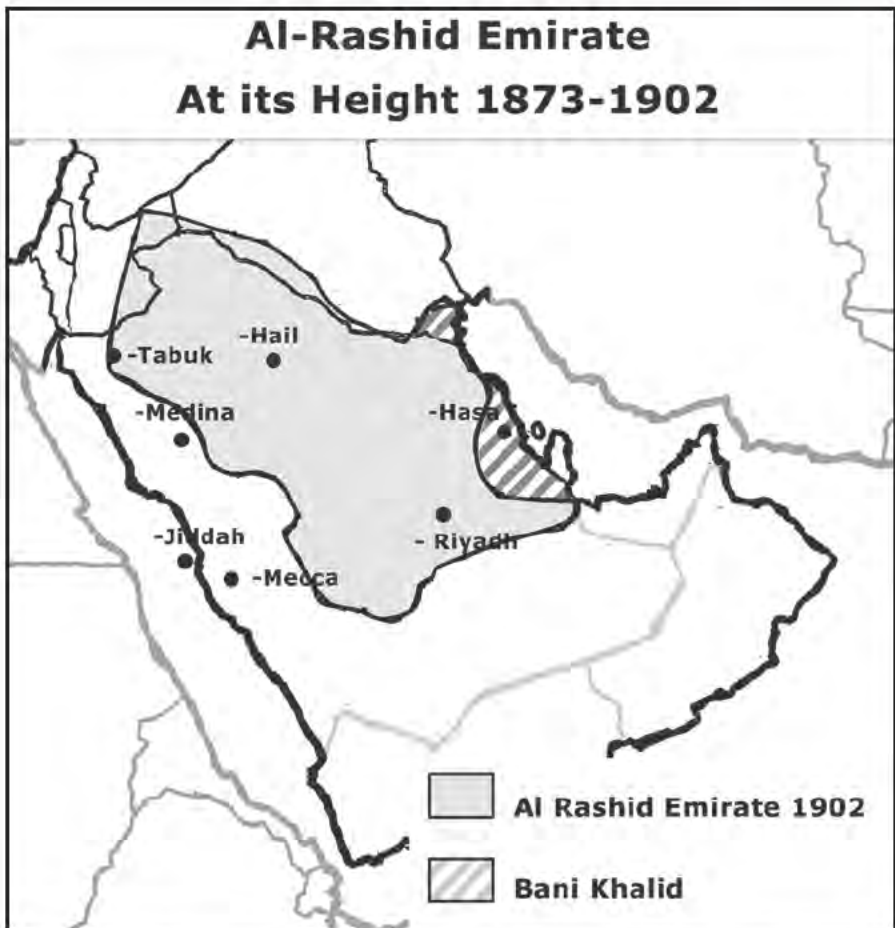 Al-Rashid Emirate
At its Height 1873-1902
-Hail
-Tabuk
-Medina
-Hasa
-Jiddah
- Riyadh
-Mecca
Al Rashid Emirate 1902
Bani Khalid